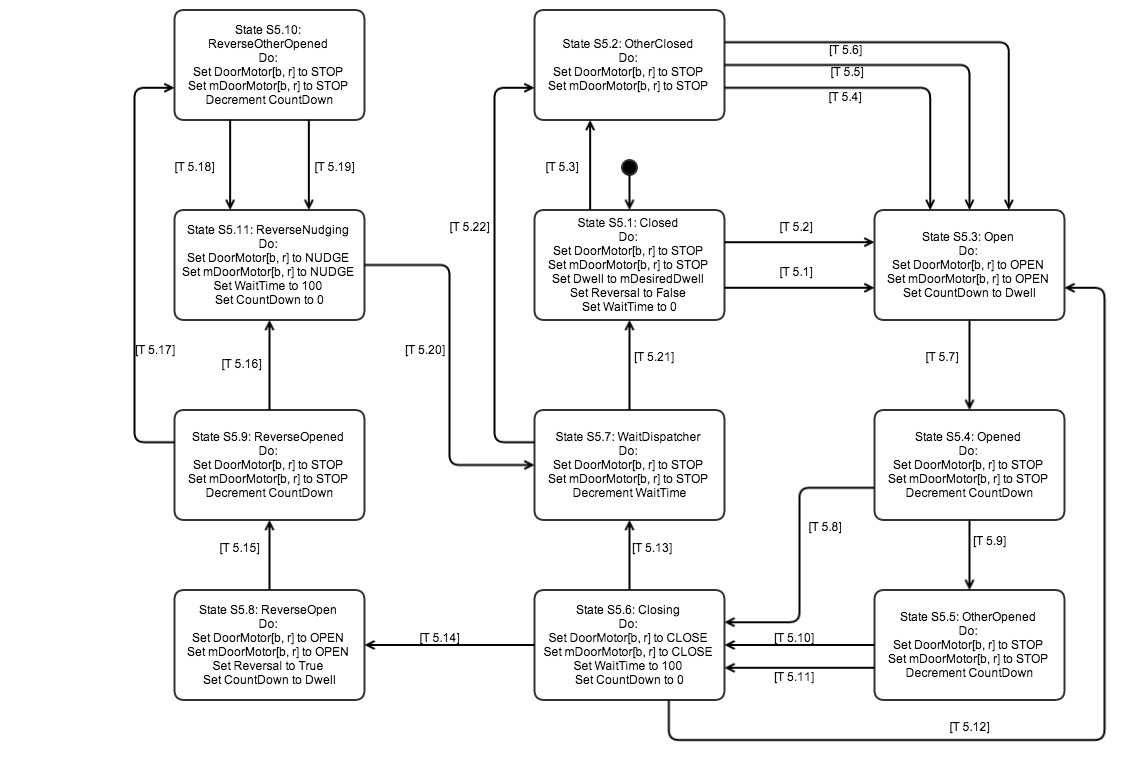 State S5.10:
ReverseOtherOpened
Do:
Set DoorMotor[b, r] to STOP
Set mDoorMotor[b, r] to STOP
Decrement CountDown
State S5.2: OtherClosed
Do:
Set DoorMotor[b, r] to STOP
Set mDoorMotor[b, r] to STOP
[T 5.6]
[T 5.5]
[T 5.4]
[T 5.18]
[T 5.19]
[T 5.3]
State S5.11: ReverseNudging
Do:
Set DoorMotor[b, r] to NUDGE
Set mDoorMotor[b, r] to NUDGE
Set WaitTime to 100
Set CountDown to 0
[T 5.22]
State S5.1: Closed
Do:
Set DoorMotor[b, r] to STOP
Set mDoorMotor[b, r] to STOP
Set Dwell to mDesiredDwell
Set Reversal to False
Set WaitTime to 0
[T 5.2]
[T 5.1]
State S5.3: Open
Do:
Set DoorMotor[b, r] to OPEN
Set mDoorMotor[b, r] to OPEN
Set CountDown to Dwell
[T 5.17]
[T 5.16]
[T 5.20]
[T 5.21]
[T 5.7]
State S5.9: ReverseOpened
Do:
Set DoorMotor[b, r] to STOP
Set mDoorMotor[b, r] to STOP
Decrement CountDown
State S5.7: WaitDispatcher
Do:
Set DoorMotor[b, r] to STOP
Set mDoorMotor[b, r] to STOP
Decrement WaitTime
State S5.4: Opened
Do:
Set DoorMotor[b, r] to STOP
Set mDoorMotor[b, r] to STOP
Decrement CountDown
[T 5.15]
[T 5.13]
[T 5.8]
[T 5.9]
State S5.8: ReverseOpen
Do:
Set DoorMotor[b, r] to OPEN
Set mDoorMotor[b, r] to OPEN
Set Reversal to True
Set CountDown to Dwell
[T 5.14]
State S5.6: Closing
Do:
Set DoorMotor[b, r] to CLOSE
Set mDoorMotor[b, r] to CLOSE
Set WaitTime to 100
Set CountDown to 0
[T 5.10]
[T 5.11]
State S5.5: OtherOpened
Do:
Set DoorMotor[b, r] to STOP
Set mDoorMotor[b, r] to STOP
Decrement CountDown
[T 5.12]